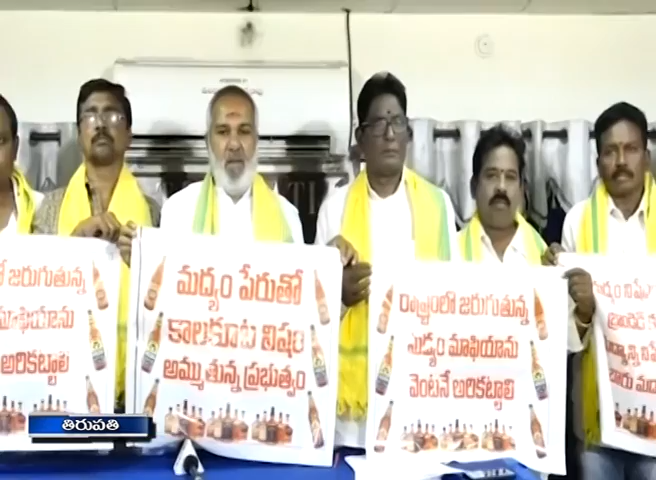 లో జరుగుతున్న
మాఫియాను
అరికట్టాలి
మద్యం పేరుతో
కాలకూట విషం
అమ్ముతున్న ప్రభుత్వం
రాష్ట్రంలో జరుగుతున్న
మద్యం మాఫియాను
వెంటనే అరికట్టాలి
తిరుపతి